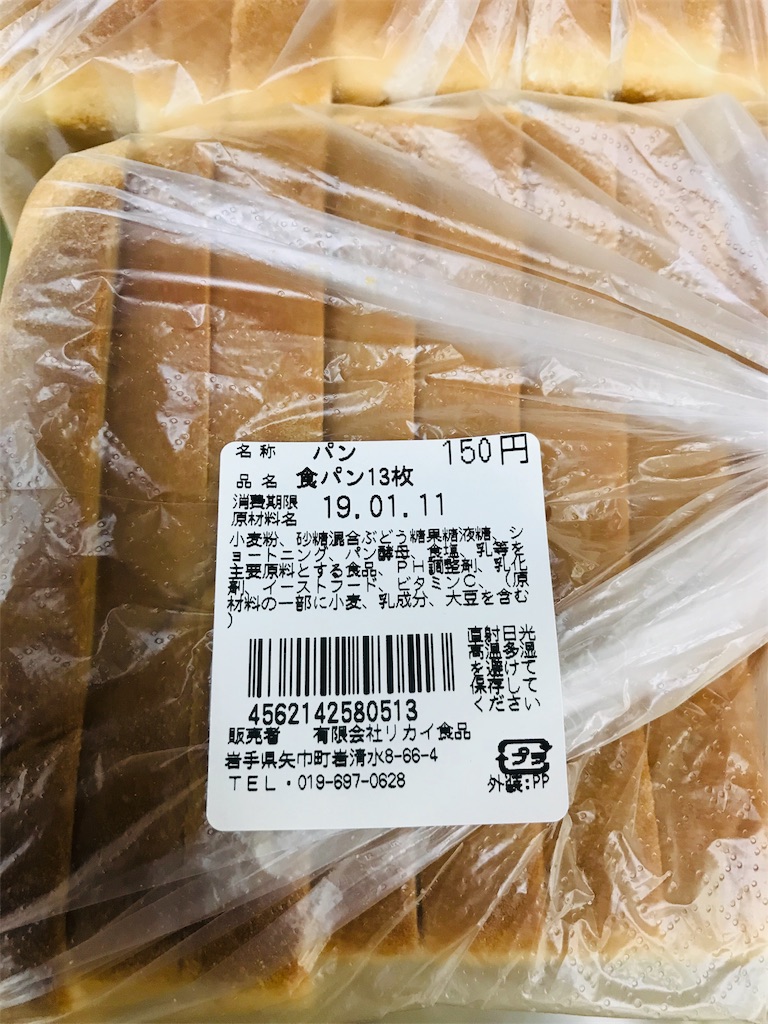 名称 パン 150円
品名 食パン13枚
消費期限 19.01.11
原材料名
小麦粉、砂糖混合ぶどう糖果糖液糖、シ
ョートニング、パン酵母、食塩、乳等を
主要原料とする食品、PH調整剤、乳化
剤、イーストフード、ビタミンC、（原
材料の一部に小麦、乳成分、大豆を含む
）
直射日光
高温多湿
を避けて
保存して
ください
4562142580513
販売者 有限会社リカイ食品
岩手県矢巾町岩清水8-66-4
TEL・019-697-0628
プラ
外装:PP